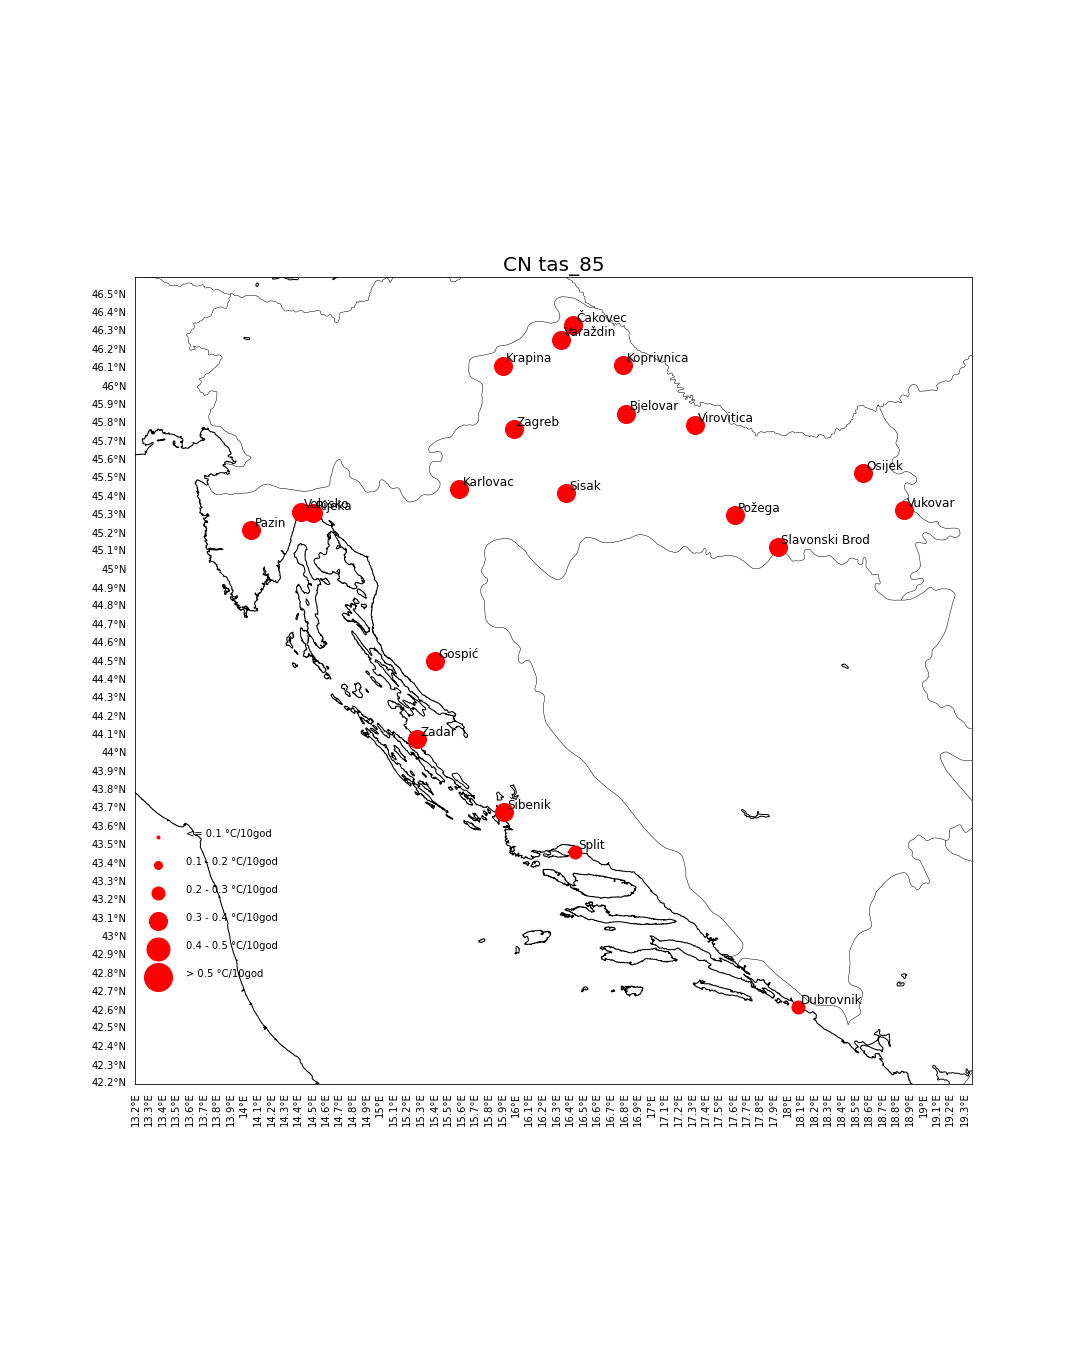 CN tas_85
46.5°N
46.4°N
46.3°N
46.2°N
46.1°N
46°N
45.9°N
45.8°N
45.7°N
45.6°N
45.5°N
45.4°N
45.3°N
45.2°N
45.1°N
45°N
44.9°N
44.8°N
44.7°N
44.6°N
44.5°N
44.4°N
44.3°N
44.2°N
44.1°N
44°N
43.9°N
43.8°N
43.7°N
43.6°N
43.5°N
43.4°N
43.3°N
43.2°N
43.1°N
43°N
42.9°N
42.8°N
42.7°N
42.6°N
42.5°N
42.4°N
42.3°N
42.2°N
Čakovec
Varaždin
Krapina
Koprivnica
Bjelovar
Virovitica
Zagreb
Osijek
Karlovac
Sisak
Vukovar
Volosko
Rijeka
Požega
Pazin
Slavonski Brod
Gospić
Zadar
Šibenik
Split
Dubrovnik
<= 0.1 °C/10god
0.1 - 0.2 °C/10god
0.2 - 0.3 °C/10god
0.3 - 0.4 °C/10god
0.4 - 0.5 °C/10god
> 0.5 °C/10god
13.2°E
13.3°E
13.4°E
13.5°E
13.6°E
13.7°E
13.8°E
13.9°E
14°E
14.1°E
14.2°E
14.3°E
14.4°E
14.5°E
14.6°E
14.7°E
14.8°E
14.9°E
15°E
15.1°E
15.2°E
15.3°E
15.4°E
15.5°E
15.6°E
15.7°E
15.8°E
15.9°E
16°E
16.1°E
16.2°E
16.3°E
16.4°E
16.5°E
16.6°E
16.7°E
16.8°E
16.9°E
17°E
17.1°E
17.2°E
17.3°E
17.4°E
17.5°E
17.6°E
17.7°E
17.8°E
17.9°E
18°E
18.1°E
18.2°E
18.3°E
18.4°E
18.5°E
18.6°E
18.7°E
18.8°E
18.9°E
19°E
19.1°E
19.2°E
19.3°E